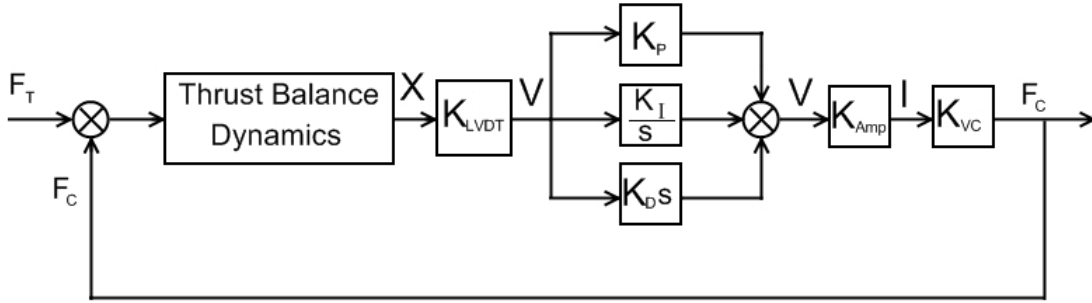 F_T
Thrust Balance
Dynamics
X
K_LVDT
V
K_P
K_I
s
K_D s
V
K_Amp
I
K_VC
F_C
F_C